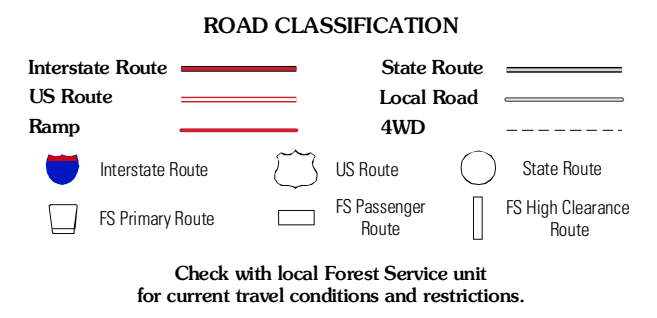 ROAD CLASSIFICATION
Interstate Route
State Route
US Route
Local Road
Ramp
4WD
Interstate Route
US Route
State Route
FS Primary Route
FS Passenger
Route
FS High Clearance
Route
Check with local Forest Service unit
for current travel conditions and restrictions.